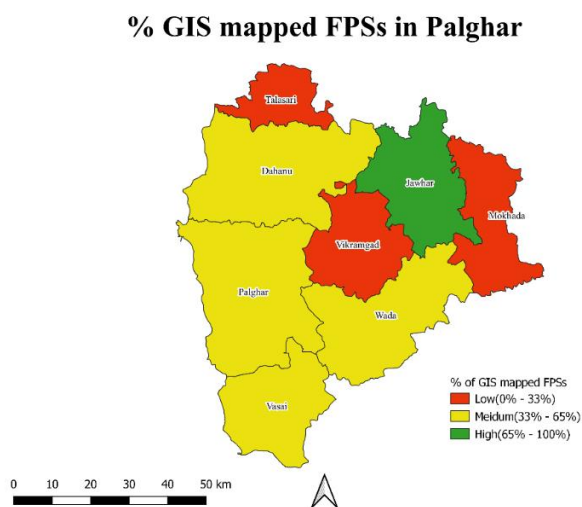 % GIS mapped FPSs in Palghar
Talasari
Dahanu
Jawhar
Mokhada
Vikramgad
Palghar
Wada
Vasai
% of GIS mapped FPSs
Low(0% - 33%)
Meidum(33% - 65%)
High(65% - 100%)
0 10 20 30 40 50 km